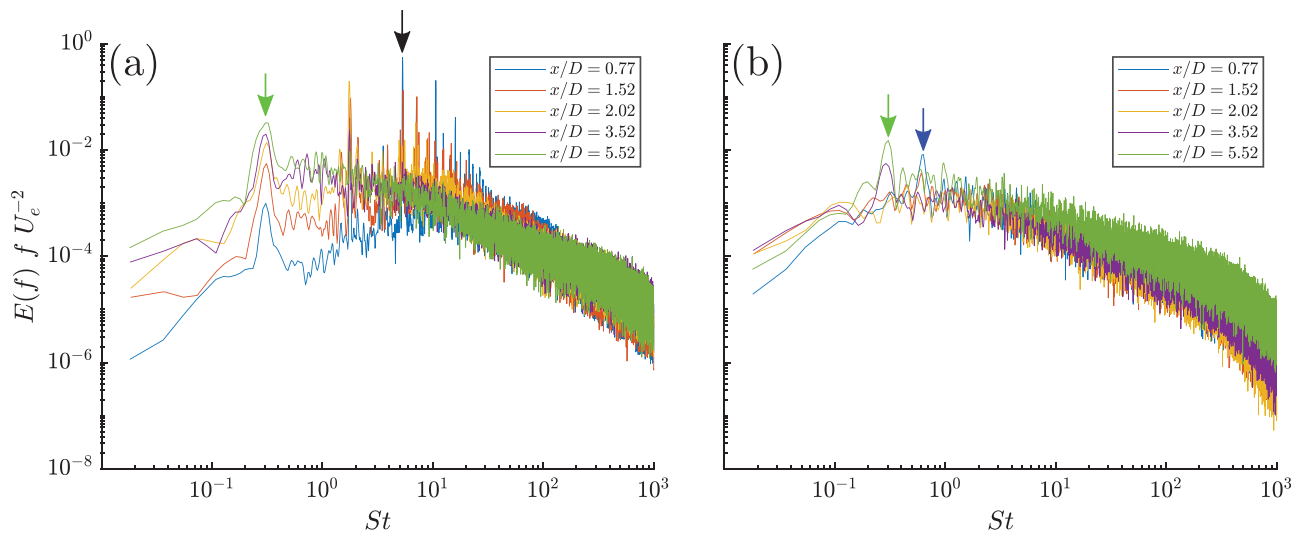 (a)
10^0
10^-2
10^-4
10^-6
10^-8
E(f) f U_e^-2
x/D = 0.77
x/D = 1.52
x/D = 2.02
x/D = 3.52
x/D = 5.52
10^-1
10^0
10^1
10^2
10^3
St
(b)
x/D = 0.77
x/D = 1.52
x/D = 2.02
x/D = 3.52
x/D = 5.52
10^-1
10^0
10^1
10^2
10^3
St